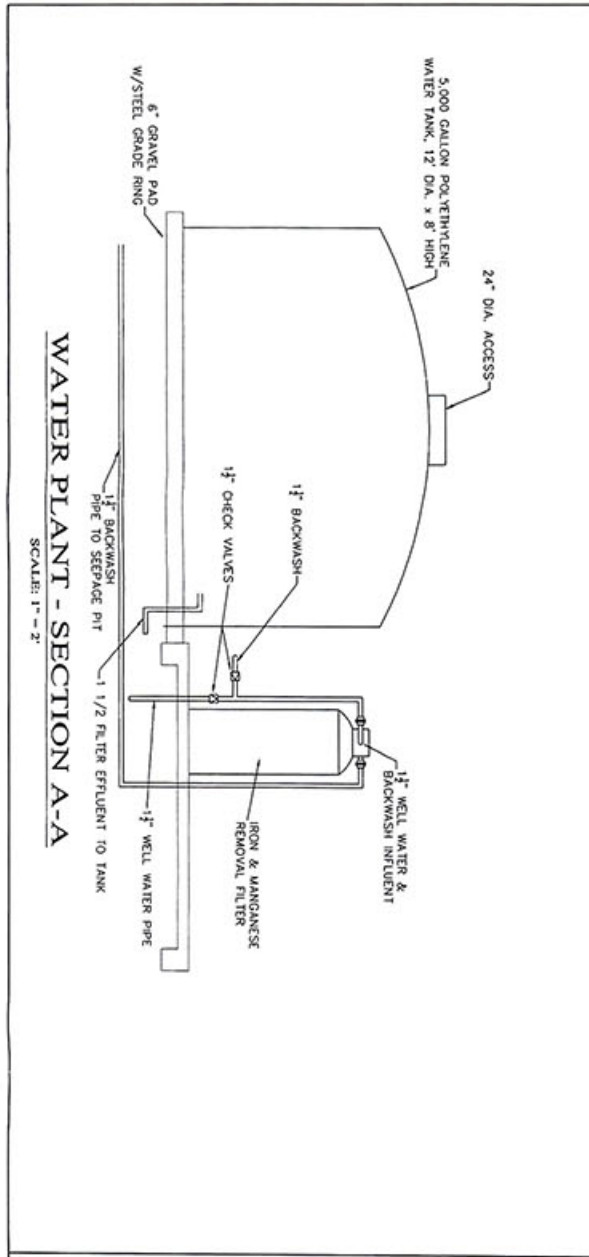 24" DIA. ACCESS
5,000 GALLON POLYETHYLENE
WATER TANK, 12' DIA. x 8' HIGH
1½" WELL WATER &
BACKWASH INFLUENT
1½" BACKWASH
1½" CHECK VALVES
IRON & MANGANESE
REMOVAL FILTER
6" GRAVEL PAD
W/STEEL GRADE RING
1½" WELL WATER PIPE
1 1/2 FILTER EFFLUENT TO TANK
1½" BACKWASH
PIPE TO SEEPAGE PIT
WATER PLANT - SECTION A-A
SCALE: 1" = 2'